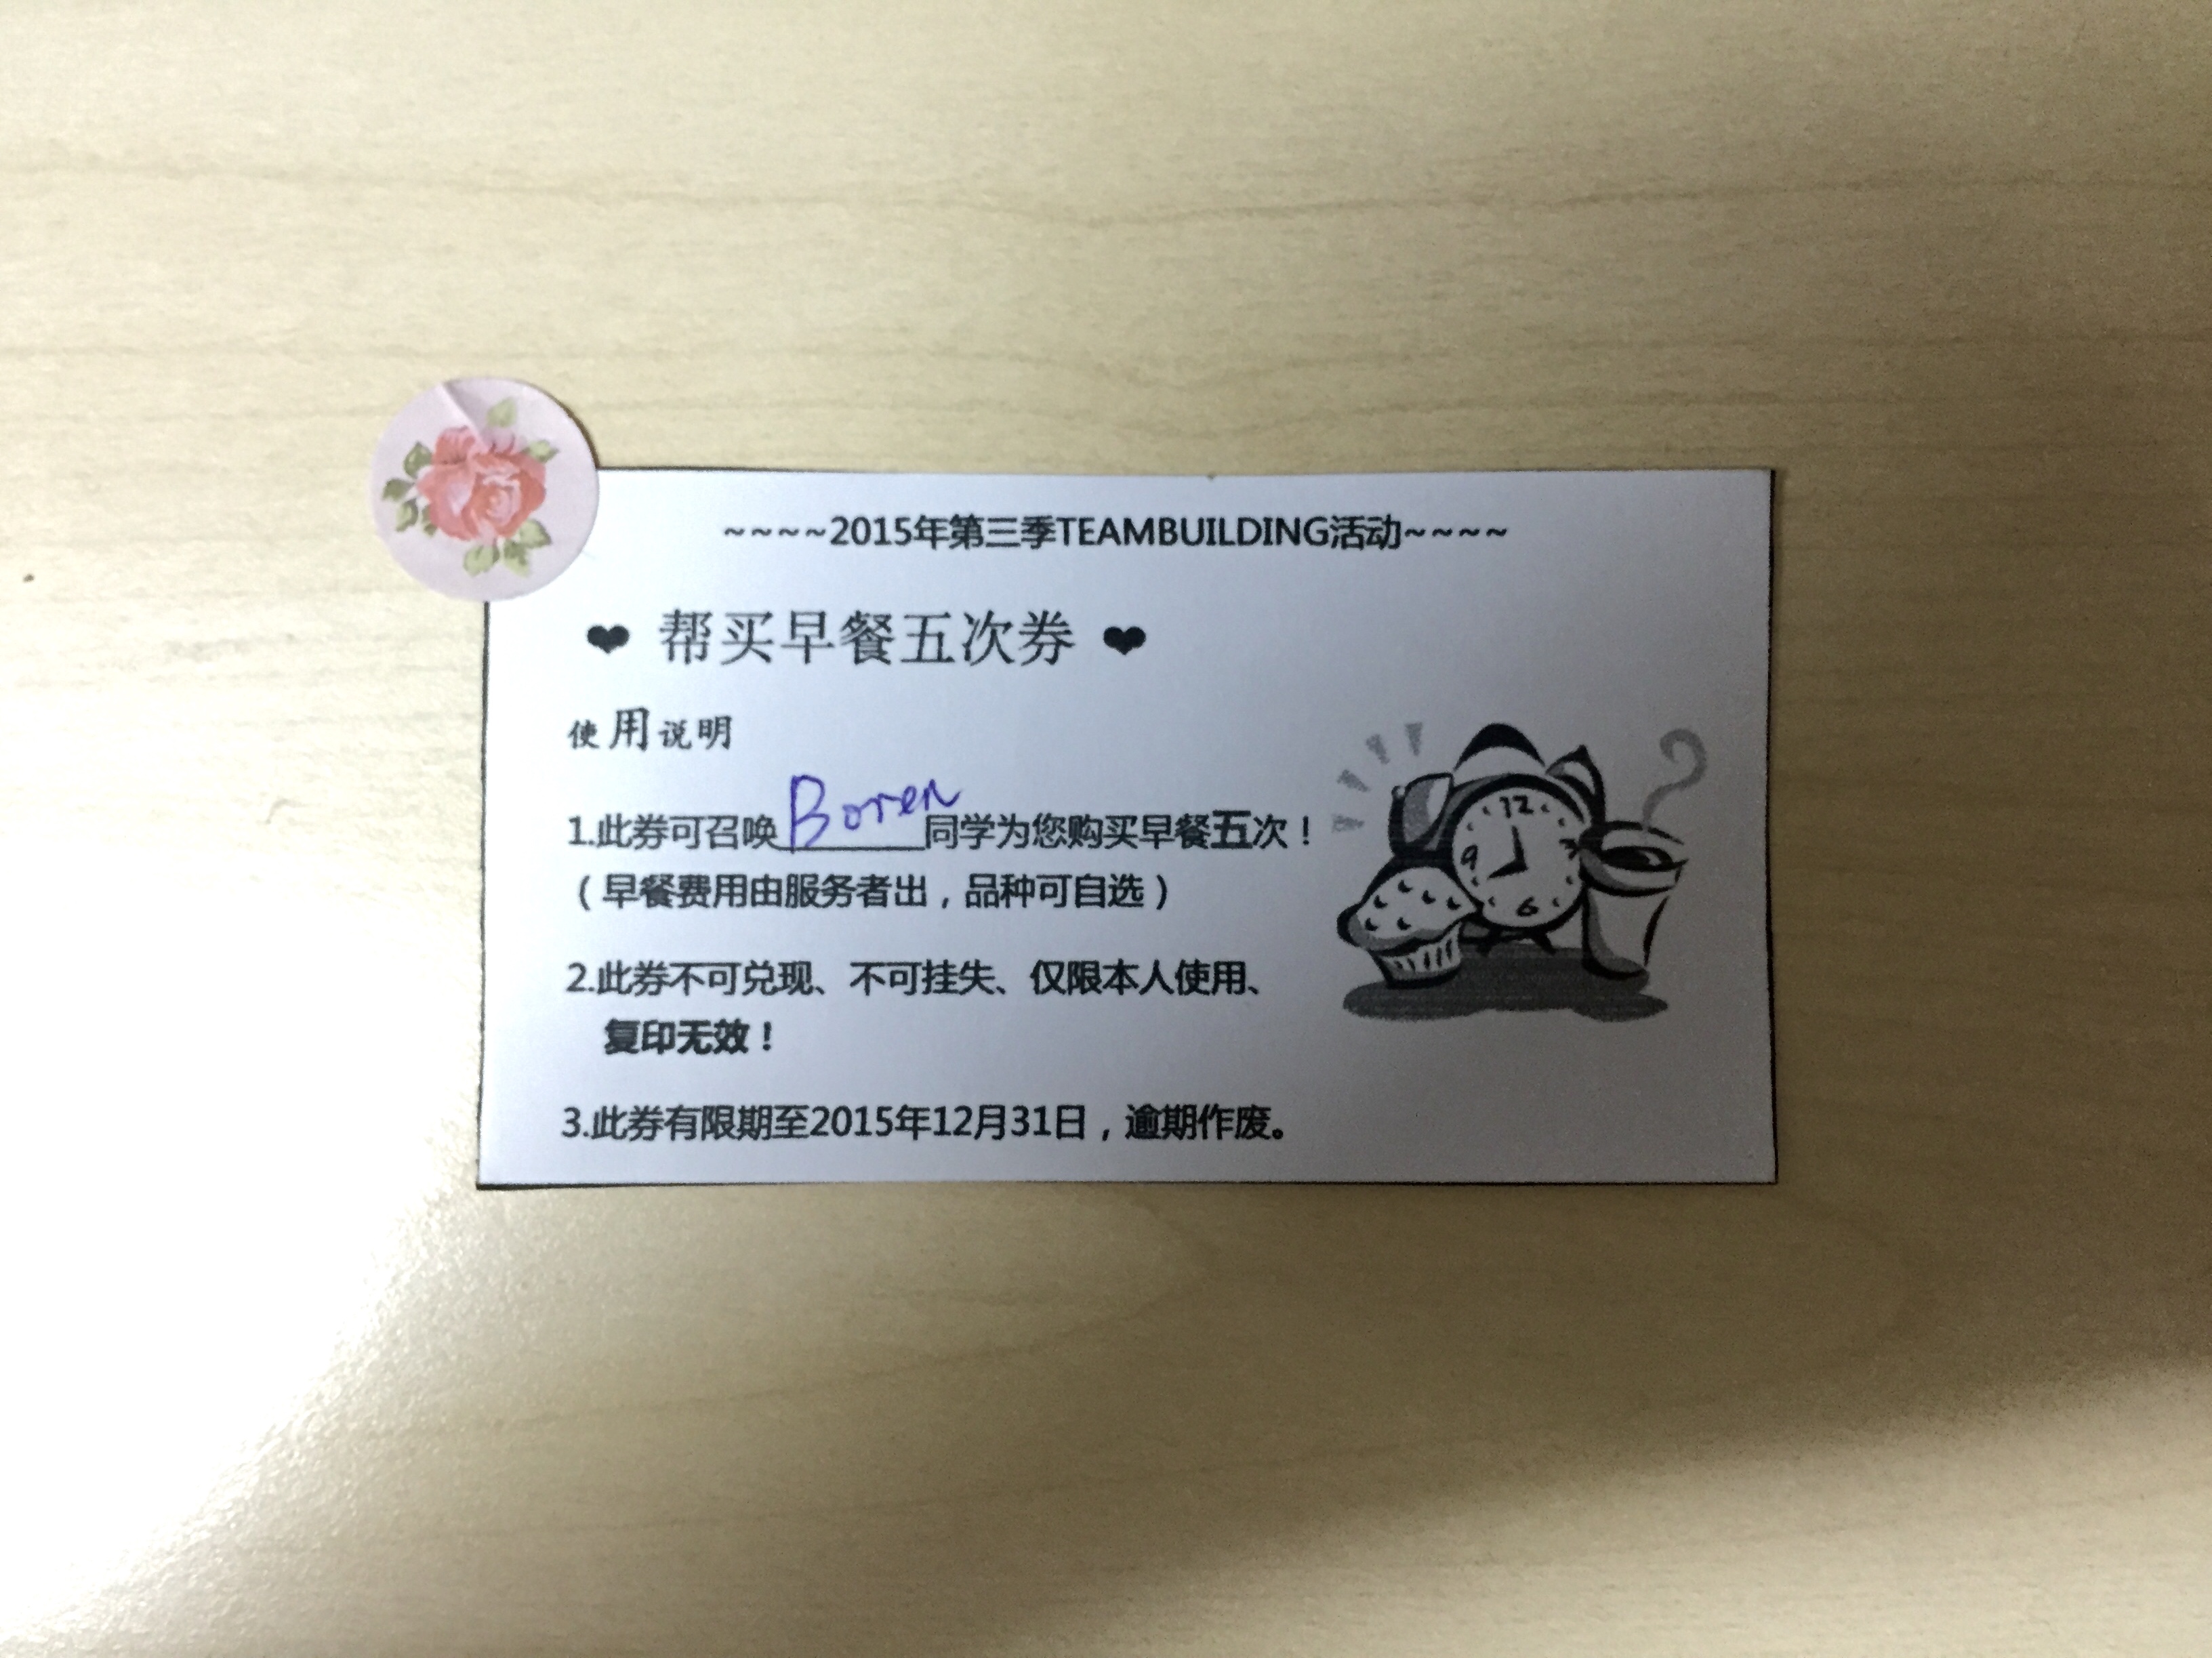 ~~~~2015年第三季TEAMBUILDING活动~~~~
❤ 帮买早餐五次券 ❤
使用说明
1.此券可召唤Boren同学为您购买早餐五次！
（早餐费用由服务者出，品种可自选）
2.此券不可兑现、不可挂失、仅限本人使用、
复印无效！
3.此券有限期至2015年12月31日，逾期作废。
12
9
6